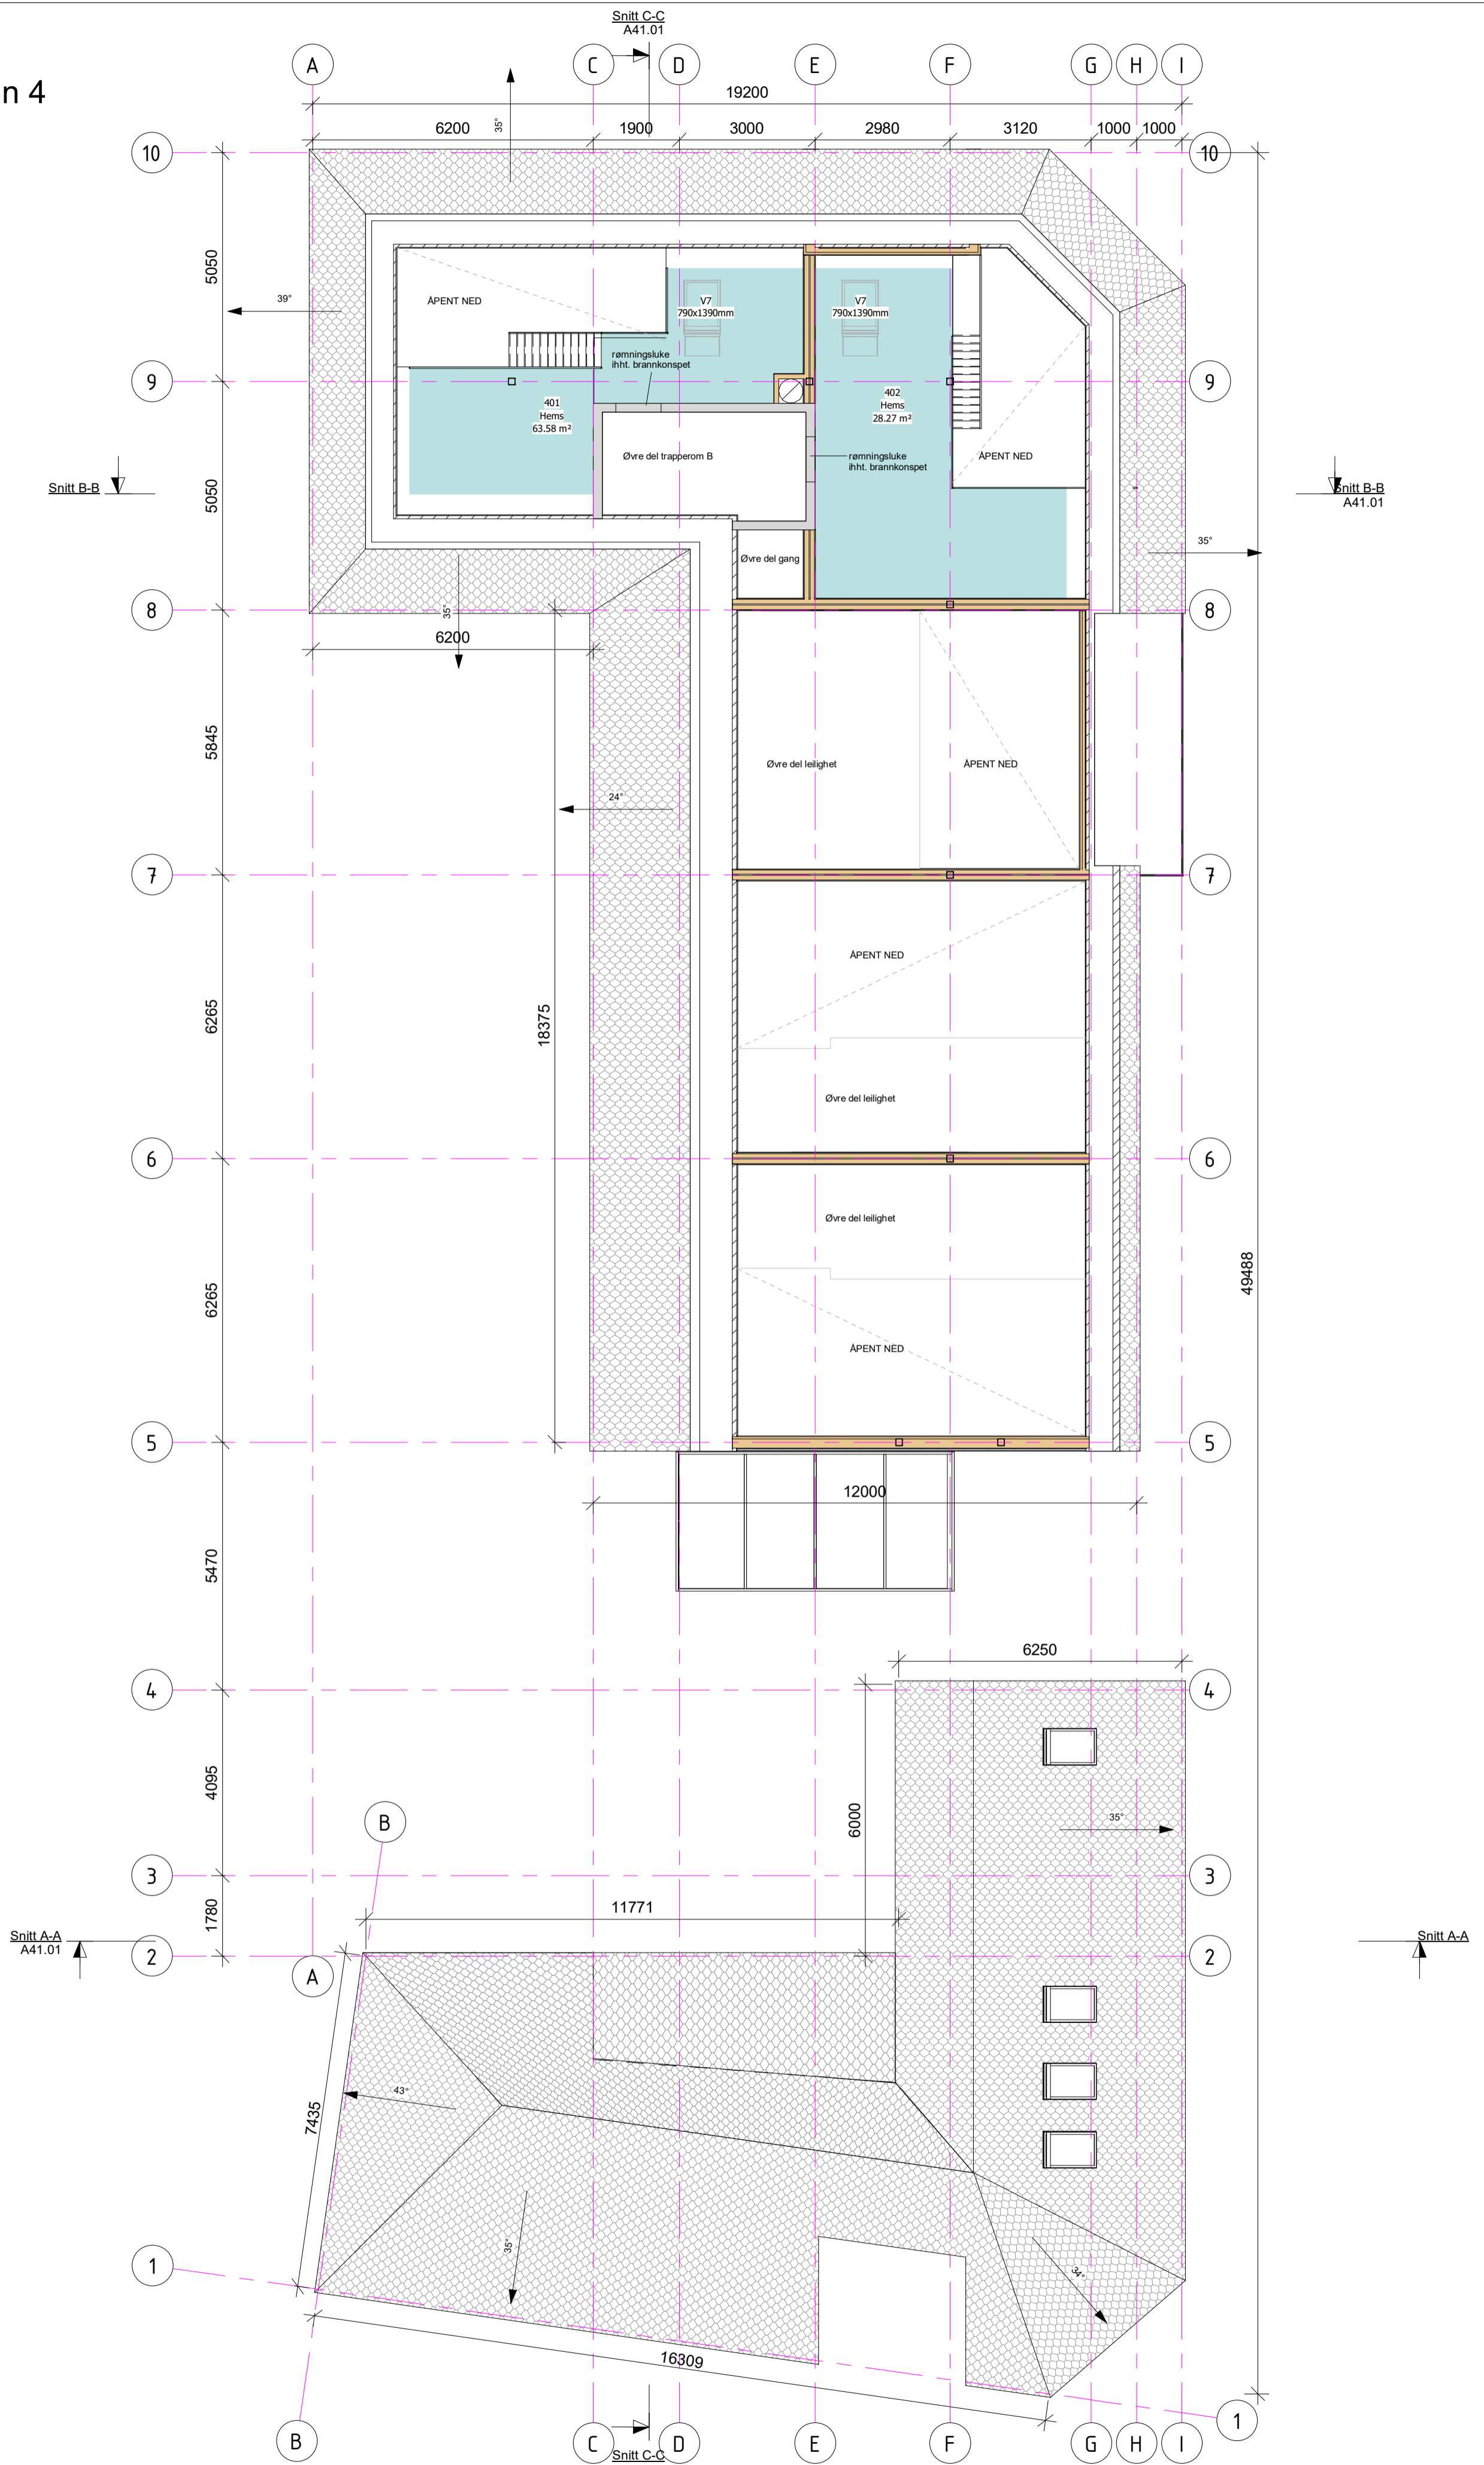 Snitt C-C
A41.01
n 4
A
C
D
E
F
G
H
I
19200
6200
35°
1900
3000
2980
3120
1000
1000
10
10
5050
39°
ÅPENT NED
V7
790x1390mm
V7
790x1390mm
rømningsluke
ihht. brannkonspet
9
9
401
Hems
63.58 m²
402
Hems
28.27 m²
Øvre del trapperom B
rømningsluke
ihht. brannkonspet
ÅPENT NED
Snitt B-B
5050
Snitt B-B
A41.01
35°
Øvre del gang
8
35°
8
6200
5845
Øvre del leilighet
ÅPENT NED
24°
7
7
ÅPENT NED
6265
18375
Øvre del leilighet
6
6
Øvre del leilighet
6265
49488
ÅPENT NED
5
5
12000
5470
6250
4
4
4095
6000
35°
B
3
3
1780
11771
Snitt A-A
A41.01
2
2
Snitt A-A
A
43°
7435
35°
34°
1
16309
1
B
Snitt C-C
C
D
E
F
G
H
I